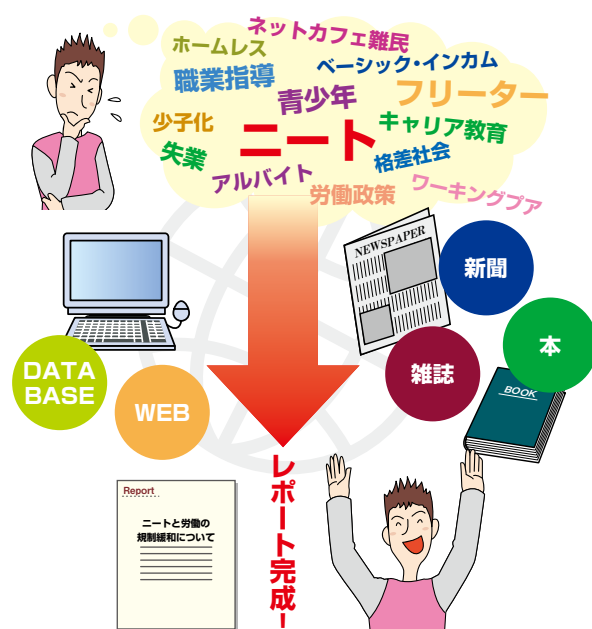 ネットカフェ難民
ホームレス
ベーシック・インカム
職業指導
青少年
フリーター
少子化
ニート
キャリア教育
失業
格差社会
アルバイト
労働政策
ワーキングプア
NEWSPAPER
新聞
本
DATA
BASE
WEB
雑誌
BOOK
レポート完成!
Report
ニートと労働の
規制緩和について